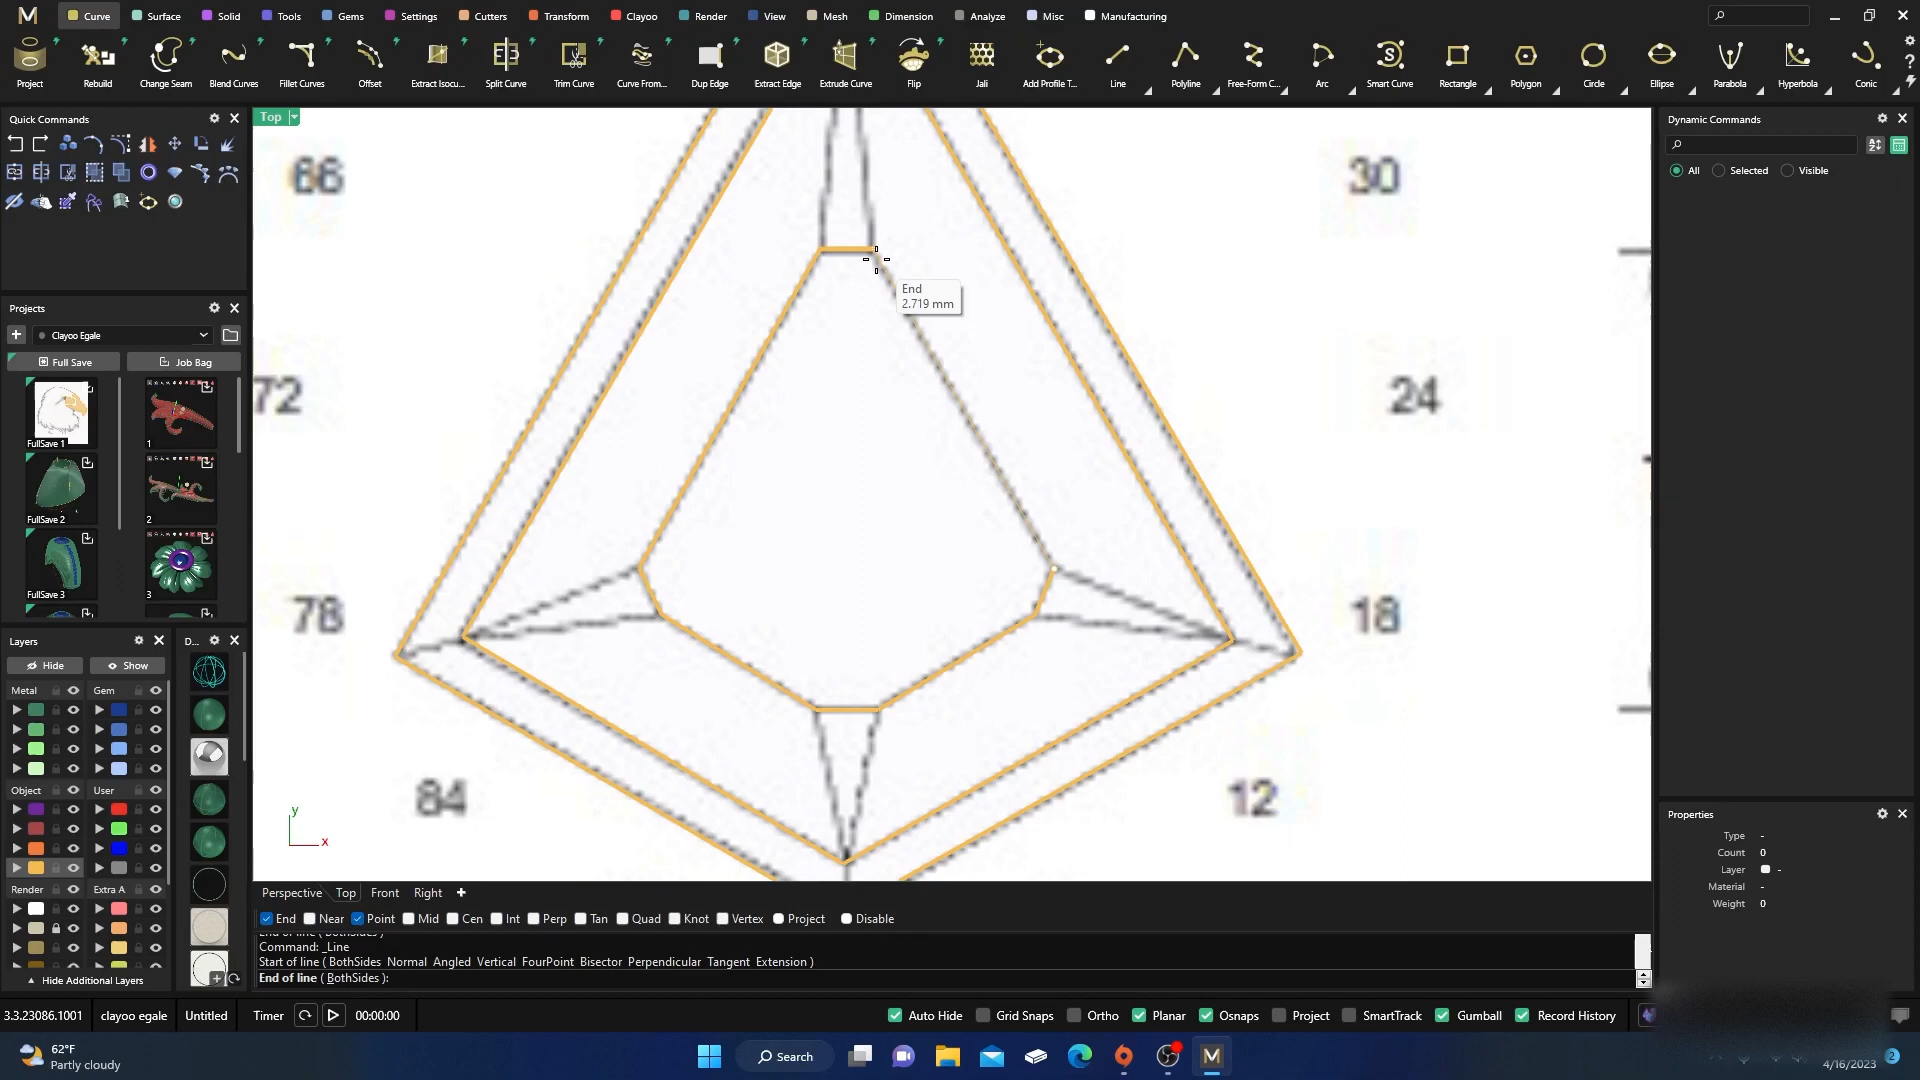 Curve Surface Solid Tools Gems Settings Cutters Transform Clayoo Render View Mesh Dimension Analyze Misc Manufacturing
Project Rebuild Change Seam Blend Curves Fillet Curves Offset Extract Isocu... Split Curve Trim Curve Curve From... Dup Edge Extract Edge Extrude Curve Flip Jali Add Profile T... Line Polyline Free-Form C... Arc Smart Curve Rectangle Polygon Circle Ellipse Parabola Hyperbola Conic
Quick Commands
Projects
Clayoo Egale
Full Save Job Bag
FullSave 1 1
FullSave 2 2
FullSave 3 3
Layers D...
Hide Show
Metal Gem
Object User
Render Extra A
Hide Additional Layers
Top
66 30
End
2.719 mm
72 24
78 18
84 12
y
x
Perspective Top Front Right
End Near Point Mid Cen Int Perp Tan Quad Knot Vertex Project Disable
End of line ( BothSides )
Command: _Line
Start of line ( BothSides Normal Angled Vertical FourPoint Bisector Perpendicular Tangent Extension )
End of line ( BothSides ):
Dynamic Commands
All Selected Visible
Properties
Type -
Count 0
Layer -
Material -
Weight 0
3.3.23086.1001 clayoo egale Untitled Timer 00:00:00 Auto Hide Grid Snaps Ortho Planar Osnaps Project SmartTrack Gumball Record History
62°F
Partly cloudy
Search
4/16/2023 2